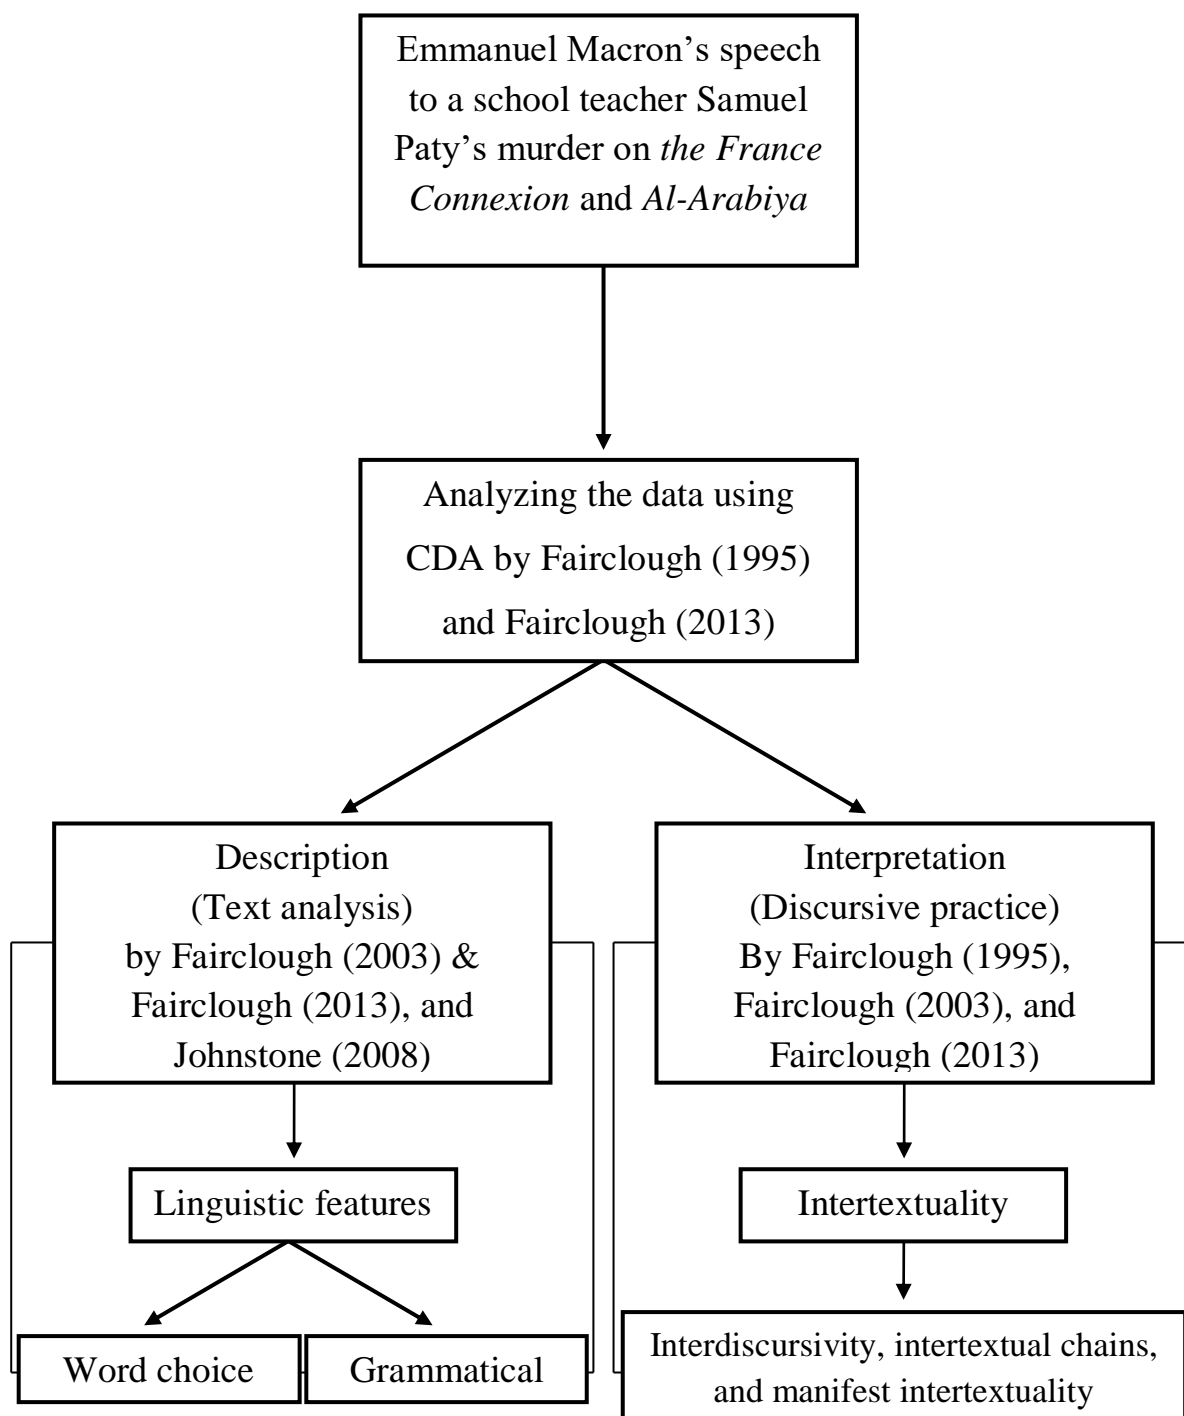 Emmanuel Macron’s speech
to a school teacher Samuel
Paty’s murder on the France
Connexion and Al-Arabiya
Analyzing the data using
CDA by Fairclough (1995)
and Fairclough (2013)
Description
(Text analysis)
by Fairclough (2003) &
Fairclough (2013), and
Johnstone (2008)
Interpretation
(Discursive practice)
By Fairclough (1995),
Fairclough (2003), and
Fairclough (2013)
Linguistic features
Intertextuality
Word choice
Grammatical
Interdiscursivity, intertextual chains,
and manifest intertextuality